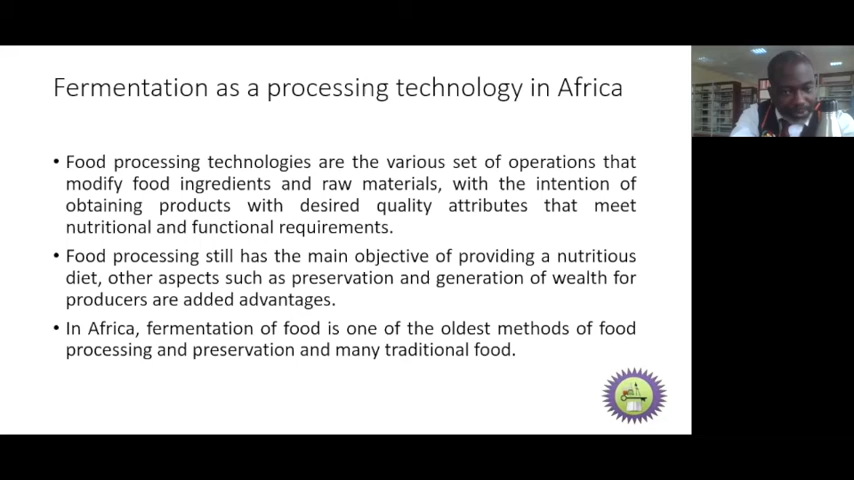 Fermentation as a processing technology in Africa
• Food processing technologies are the various set of operations that
modify food ingredients and raw materials, with the intention of
obtaining products with desired quality attributes that meet
nutritional and functional requirements.
• Food processing still has the main objective of providing a nutritious
diet, other aspects such as preservation and generation of wealth for
producers are added advantages.
• In Africa, fermentation of food is one of the oldest methods of food
processing and preservation and many traditional food.